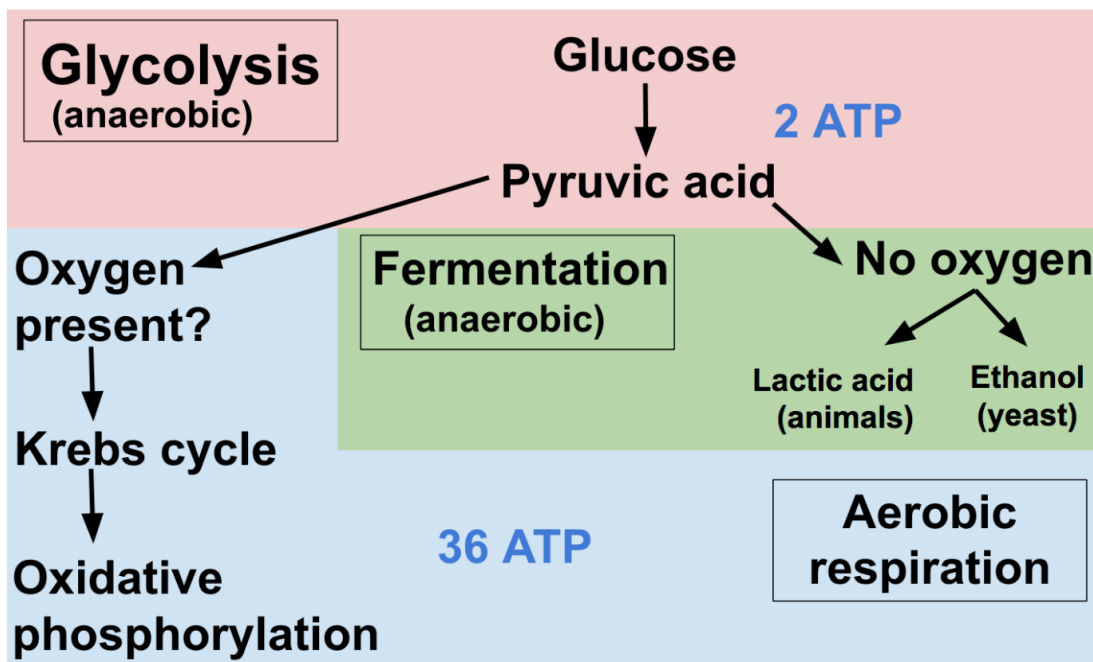 Glycolysis
(anaerobic)
Glucose
2 ATP
Pyruvic acid
Oxygen
present?
Fermentation
(anaerobic)
No oxygen
Lactic acid
(animals)
Ethanol
(yeast)
Krebs cycle
36 ATP
Aerobic
respiration
Oxidative
phosphorylation